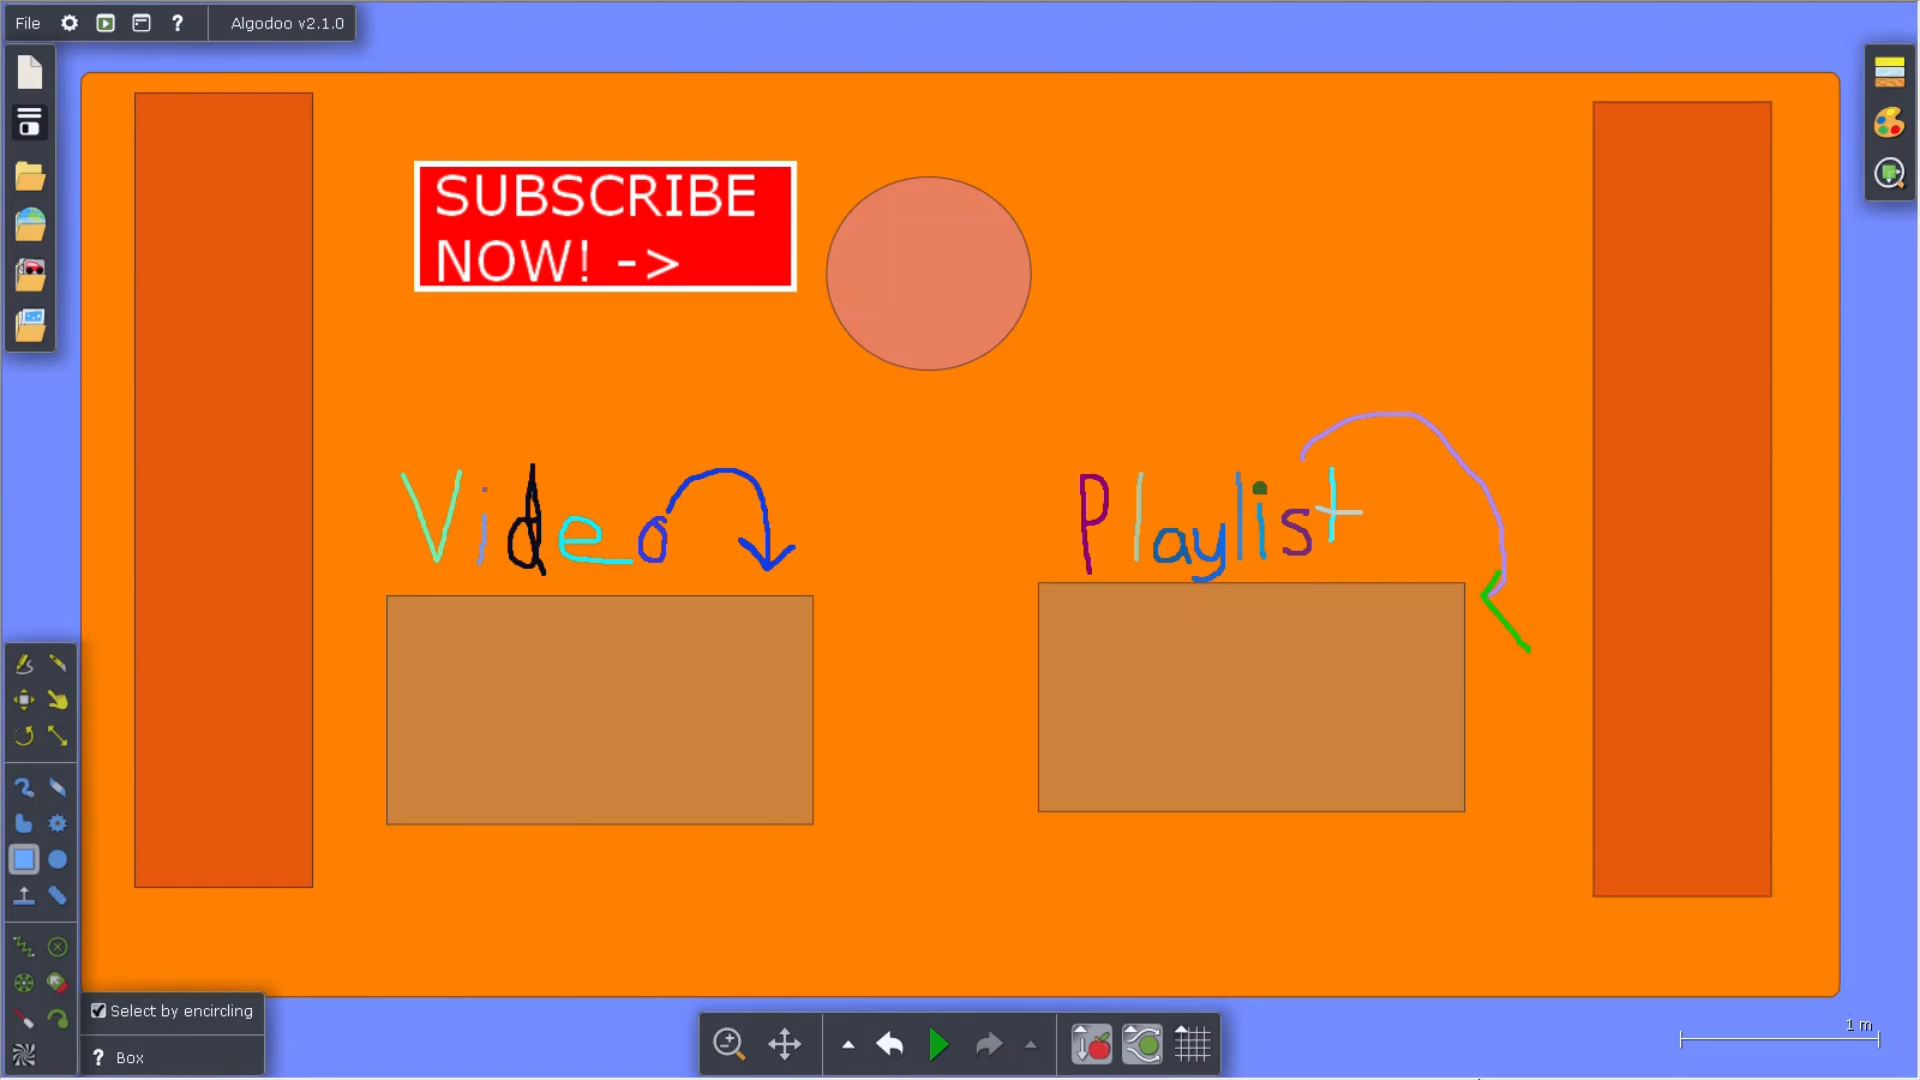 File ? Algodoo v2.1.0
SUBSCRIBE
NOW! ->
Video
Playlist
Select by encircling
? Box
1 m